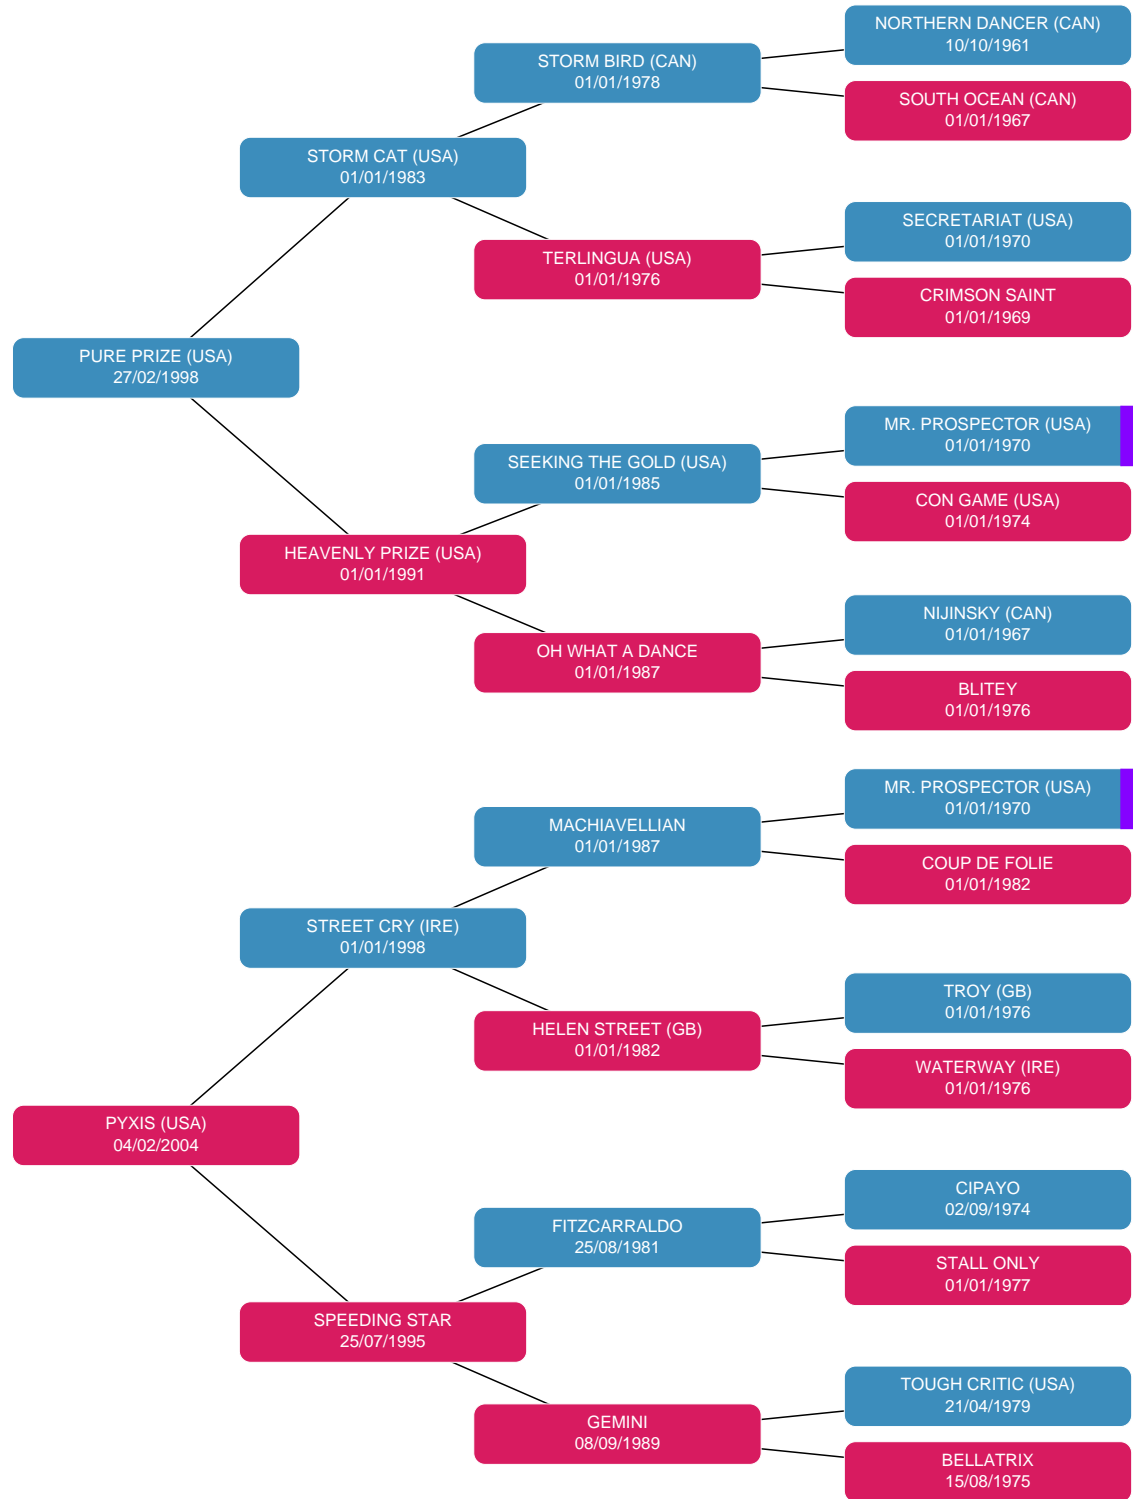 NORTHERN DANCER (CAN)
10/10/1961
STORM BIRD (CAN)
01/01/1978
SOUTH OCEAN (CAN)
01/01/1967
STORM CAT (USA)
01/01/1983
SECRETARIAT (USA)
01/01/1970
TERLINGUA (USA)
01/01/1976
CRIMSON SAINT
01/01/1969
PURE PRIZE (USA)
27/02/1998
MR. PROSPECTOR (USA)
01/01/1970
SEEKING THE GOLD (USA)
01/01/1985
CON GAME (USA)
01/01/1974
HEAVENLY PRIZE (USA)
01/01/1991
NIJINSKY (CAN)
01/01/1967
OH WHAT A DANCE
01/01/1987
BLITEY
01/01/1976
MR. PROSPECTOR (USA)
01/01/1970
MACHIAVELLIAN
01/01/1987
COUP DE FOLIE
01/01/1982
STREET CRY (IRE)
01/01/1998
TROY (GB)
01/01/1976
HELEN STREET (GB)
01/01/1982
WATERWAY (IRE)
01/01/1976
PYXIS (USA)
04/02/2004
CIPAYO
02/09/1974
FITZCARRALDO
25/08/1981
STALL ONLY
01/01/1977
SPEEDING STAR
25/07/1995
TOUGH CRITIC (USA)
21/04/1979
GEMINI
08/09/1989
BELLATRIX
15/08/1975